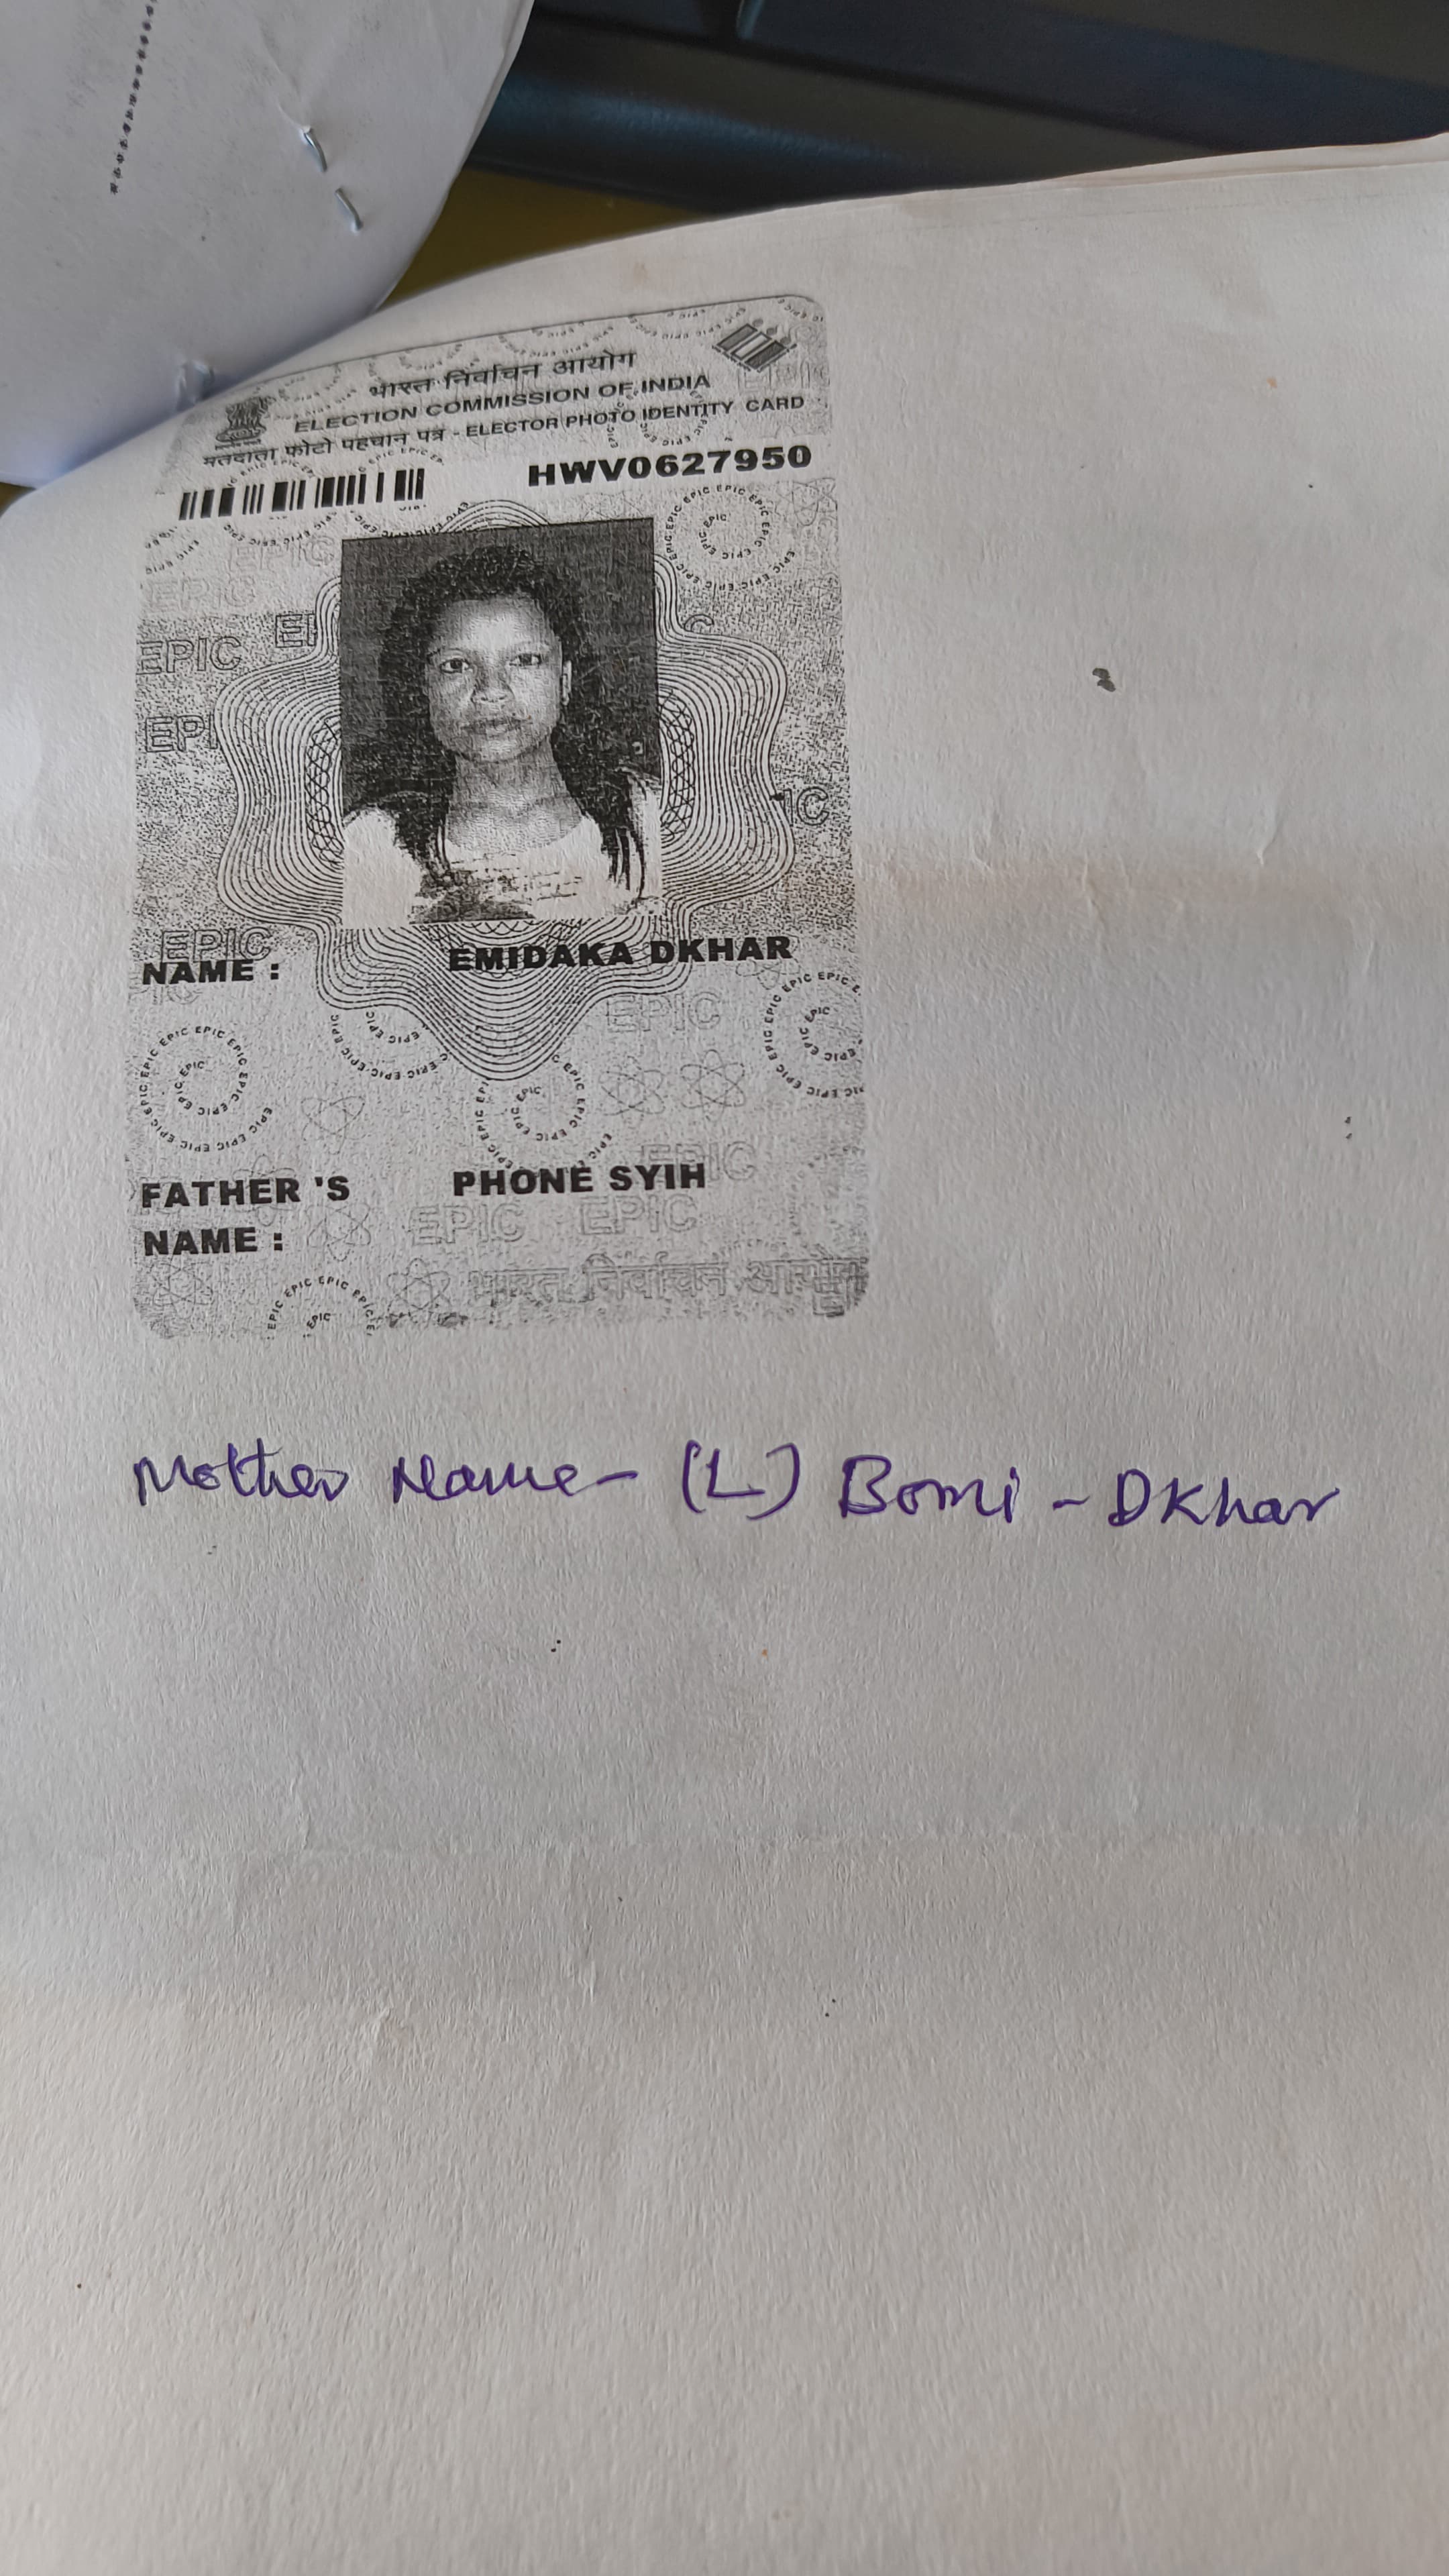 भारत निर्वाचन आयोग
ELECTION COMMISSION OF INDIA
मतदाता फोटो पहचान पत्र - ELECTOR PHOTO IDENTITY CARD
HWV0627950
NAME : EMIDAKA DKHAR
FATHER 'S PHONE SYIH
NAME :
भारत निर्वाचन आयोग
Mother Name - (L) Bomi - Dkhar